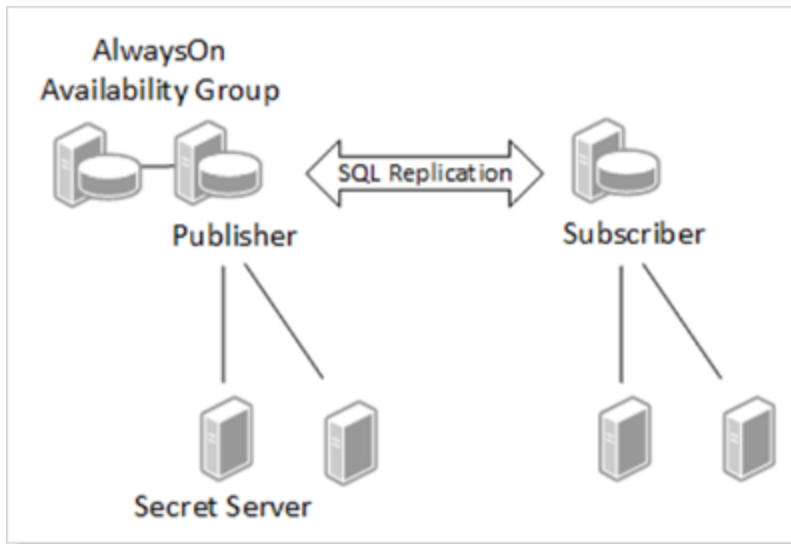 AlwaysOn
Availability Group
SQL Replication
Publisher
Subscriber
Secret Server